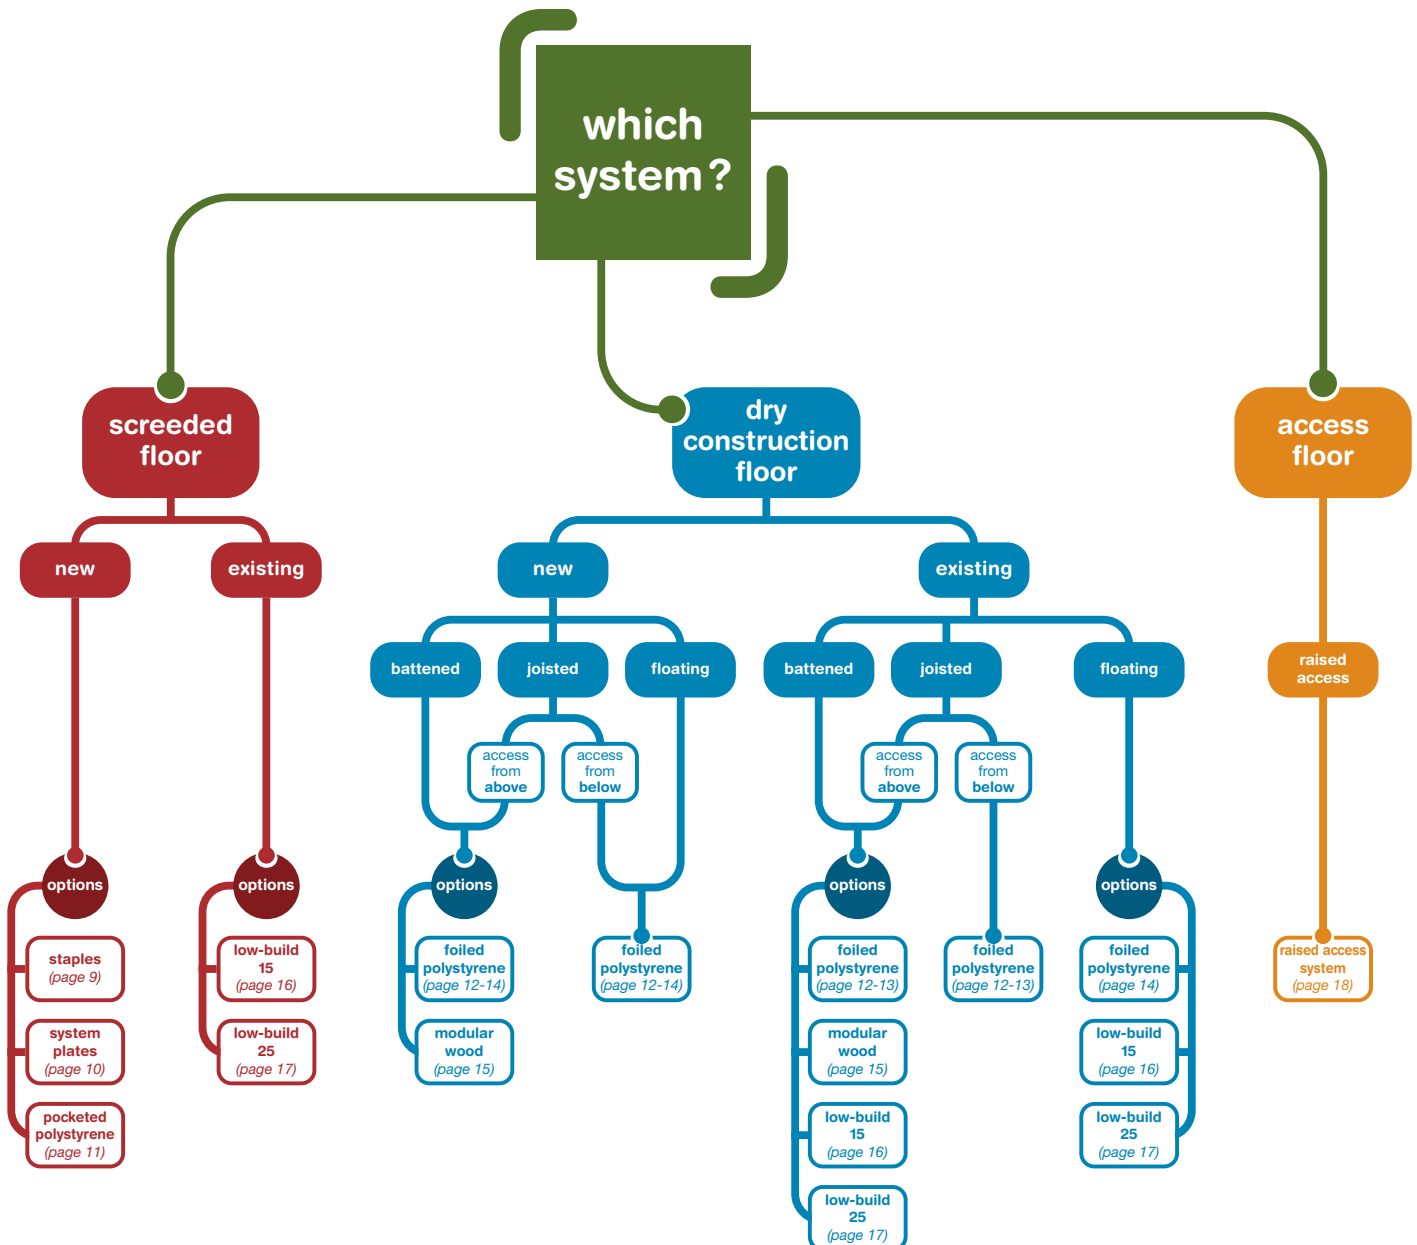 which
system ?
screeded
floor
dry
construction
floor
access
floor
new
existing
new
existing
battened
joisted
floating
battened
joisted
floating
raised
access
access
from
above
access
from
below
access
from
above
access
from
below
options
options
options
options
options
staples
(page 9)
low-build
15
(page 16)
foiled
polystyrene
(page 12-14)
foiled
polystyrene
(page 12-14)
foiled
polystyrene
(page 12-13)
foiled
polystyrene
(page 12-13)
foiled
polystyrene
(page 14)
raised access
system
(page 18)
system
plates
(page 10)
low-build
25
(page 17)
modular
wood
(page 15)
modular
wood
(page 15)
low-build
15
(page 16)
pocketed
polystyrene
(page 11)
low-build
15
(page 16)
low-build
25
(page 17)
low-build
25
(page 17)